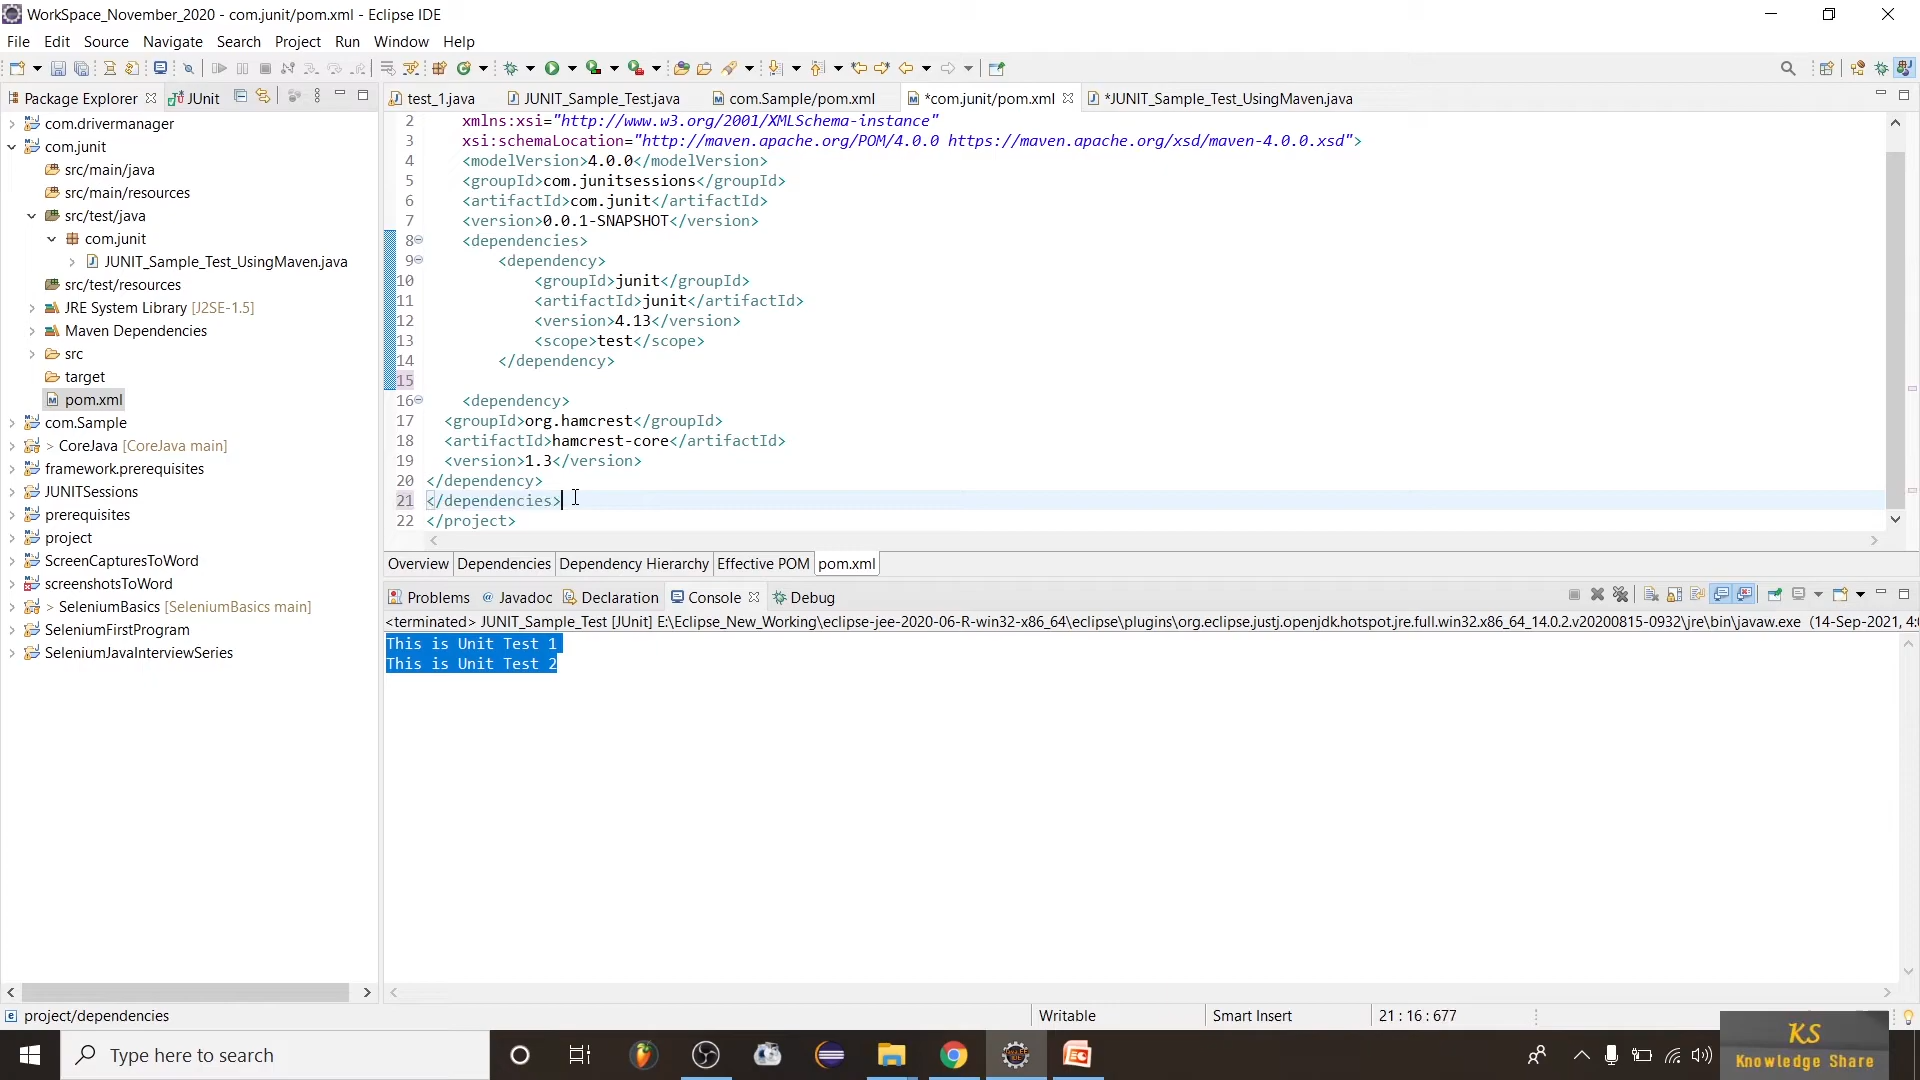 WorkSpace_November_2020 - com.junit/pom.xml - Eclipse IDE
File Edit Source Navigate Search Project Run Window Help
Package Explorer JUnit
test_1.java JUNIT_Sample_Test.java com.Sample/pom.xml *com.junit/pom.xml *JUNIT_Sample_Test_UsingMaven.java
com.drivermanager
com.junit
src/main/java
src/main/resources
src/test/java
com.junit
JUNIT_Sample_Test_UsingMaven.java
src/test/resources
JRE System Library [J2SE-1.5]
Maven Dependencies
src
target
pom.xml
com.Sample
> CoreJava [CoreJava main]
framework.prerequisites
JUNITSessions
prerequisites
project
ScreenCapturesToWord
screenshotsToWord
> SeleniumBasics [SeleniumBasics main]
SeleniumFirstProgram
SeleniumJavaInterviewSeries
2 xmlns:xsi="http://www.w3.org/2001/XMLSchema-instance"
3 xsi:schemaLocation="http://maven.apache.org/POM/4.0.0 https://maven.apache.org/xsd/maven-4.0.0.xsd">
4 <modelVersion>4.0.0</modelVersion>
5 <groupId>com.junitsessions</groupId>
6 <artifactId>com.junit</artifactId>
7 <version>0.0.1-SNAPSHOT</version>
8 <dependencies>
9 <dependency>
10 <groupId>junit</groupId>
11 <artifactId>junit</artifactId>
12 <version>4.13</version>
13 <scope>test</scope>
14 </dependency>
15
16 <dependency>
17 <groupId>org.hamcrest</groupId>
18 <artifactId>hamcrest-core</artifactId>
19 <version>1.3</version>
20 </dependency>
21 </dependencies>
22 </project>
Overview Dependencies Dependency Hierarchy Effective POM pom.xml
Problems Javadoc Declaration Console Debug
<terminated> JUNIT_Sample_Test [JUnit] E:\Eclipse_New_Working\eclipse-jee-2020-06-R-win32-x86_64\eclipse\plugins\org.eclipse.justj.openjdk.hotspot.jre.full.win32.x86_64_14.0.2.v20200815-0932\jre\bin\javaw.exe (14-Sep-2021, 4:
This is Unit Test 1
This is Unit Test 2
project/dependencies Writable Smart Insert 21 : 16 : 677
Type here to search
KS
Knowledge Share